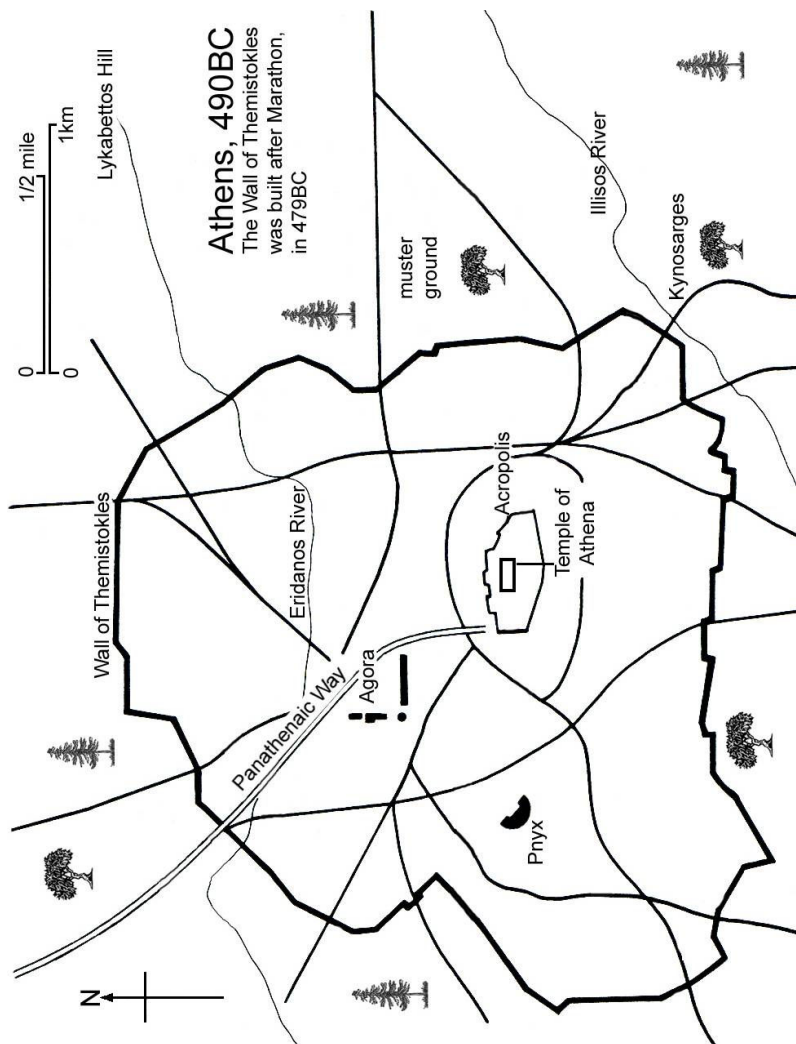 N
0
1/2 mile
0
1km
Lykabettos Hill
Athens, 490BC
The Wall of Themistokles
was built after Marathon,
in 479BC
Wall of Themistokles
Eridanos River
Panathenaic Way
Agora
muster
ground
Acropolis
Temple of
Athena
Pnyx
Illisos River
Kynosarges